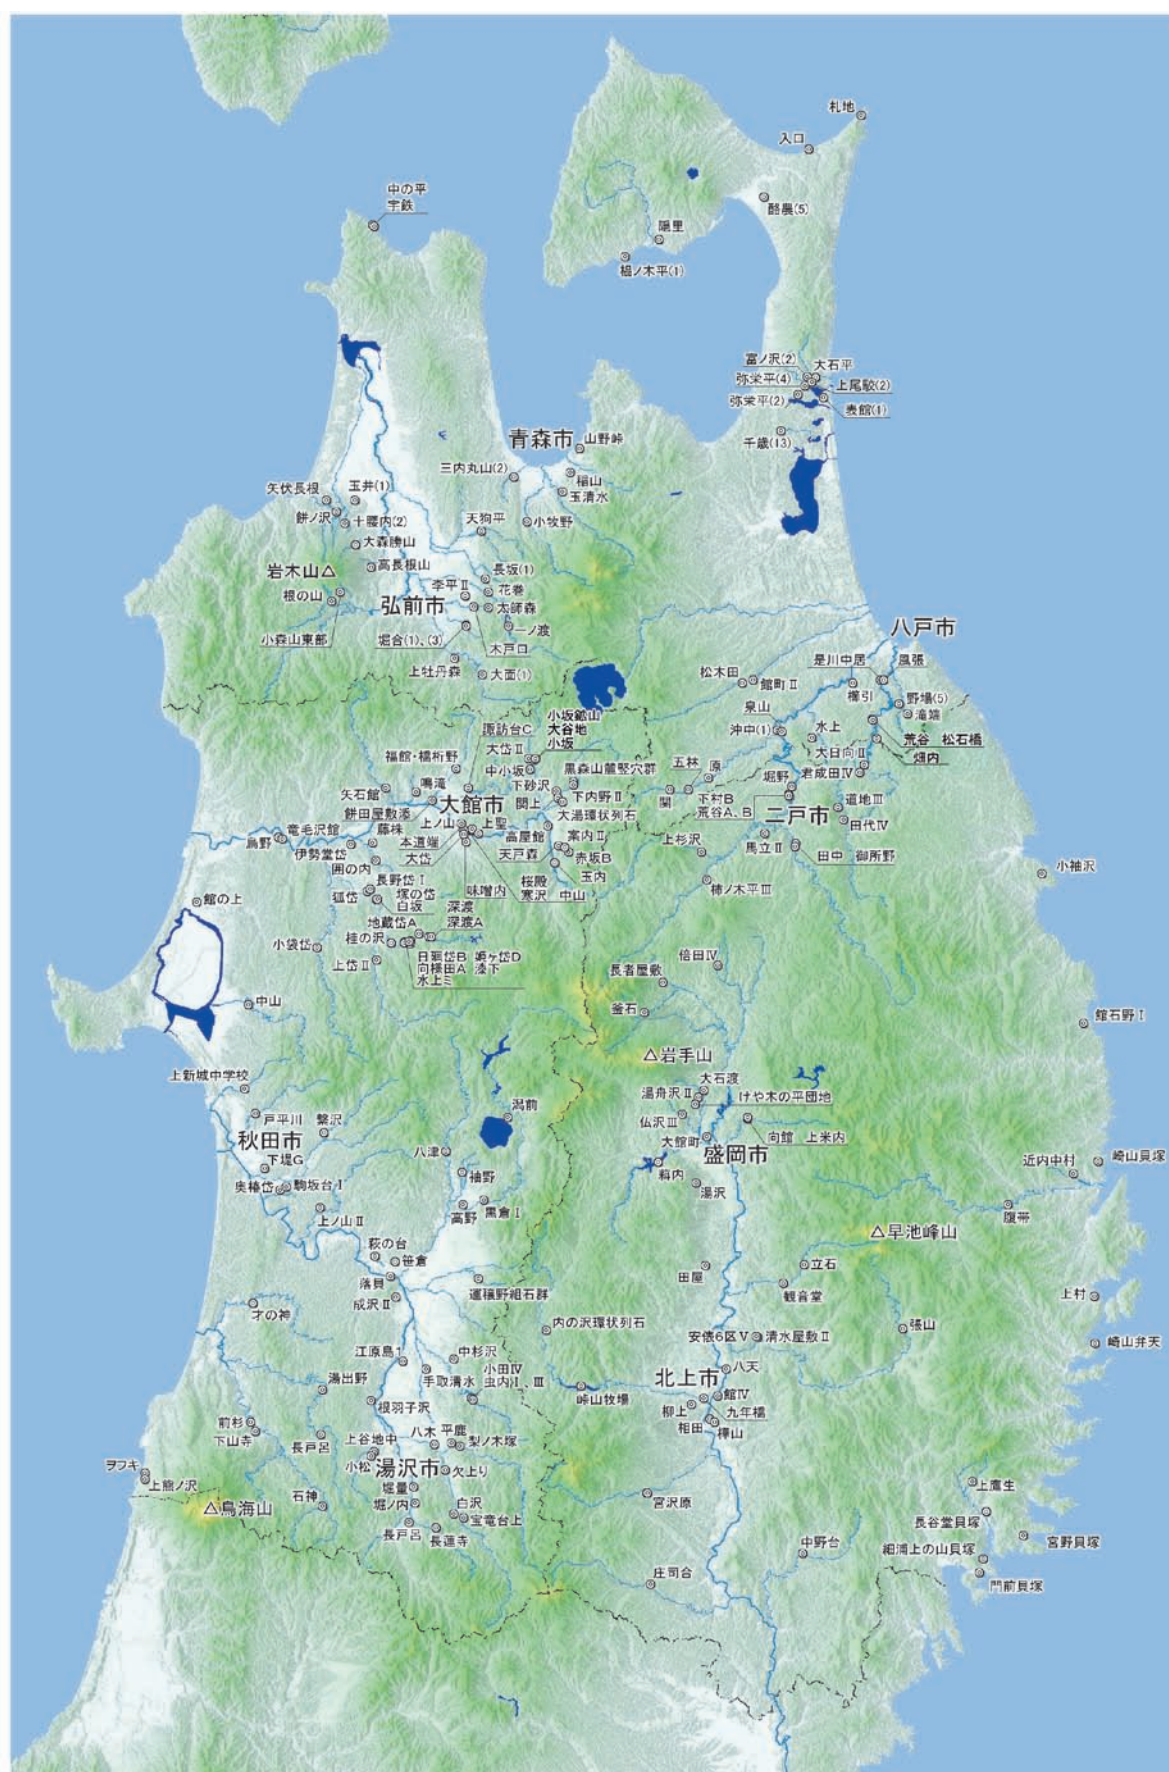 札地
入口
中の平
宇鉄
酪農(5)
隠里
椴ノ木平(1)
富ノ沢(2)
大石平
弥栄平(4)
上尾駮(2)
弥栄平(2)
表館(1)
千歳(13)
青森市
山野峠
三内丸山(2)
稲山
玉清水
矢伏長根
玉井(1)
餅ノ沢
十腰内(2)
天狗平
小牧野
大森勝山
岩木山△
高長根山
長坂(1)
李平Ⅱ
花巻
根の山
弘前市
太師森
小森山東部
堀合(1)、(3)
一ノ渡
木戸口
上牡丹森
大面(1)
八戸市
是川中居
風張
松木田
館町Ⅱ
櫛引
野場(5)
滝端
泉山
沖中(1)
水上
荒谷 松石橋
大日向Ⅱ
畑内
諏訪台C
小坂鉱山
大谷地
小坂
大岱Ⅱ
福館・橋桁野
中小坂
黒森山麓竪穴群
五林
原
堀野
君成田Ⅳ
矢石館
鳴滝
下砂沢
下内野Ⅱ
関
下村B
荒谷A、B
道地Ⅲ
大館市
関上
大湯環状列石
二戸市
餅田屋敷添
田代Ⅳ
藤株
上ノ山
上聖
高屋館
案内Ⅱ
上杉沢
馬立Ⅱ
竜毛沢館
烏野
伊勢堂岱
本道端
天戸森
赤坂B
田中 御所野
囲の内
大岱
玉内
小袖沢
長野岱Ⅰ
味噌内
桜殿
寒沢
中山
柿ノ木平Ⅲ
狐岱
塚の岱
白坂
館の上
深渡
地蔵岱A
深渡A
小袋岱
桂の沢
日廻岱B 姫ヶ岱D
向様田A 漆下
水上ミ
上岱Ⅱ
倍田Ⅳ
長者屋敷
中山
釜石
館石野Ⅰ
△岩手山
上新城中学校
大石渡
湯舟沢Ⅱ
けや木の平団地
戸平川
繋沢
潟前
仏沢Ⅲ
秋田市
大館町
向館 上米内
八津
盛岡市
下堤G
近内中村
崎山貝塚
奥椿岱
駒坂台Ⅰ
袖野
湯沢
上ノ山Ⅱ
高野
黒倉Ⅰ
腹帯
△早池峰山
萩の台
笹倉
落貝
田屋
立石
成沢Ⅱ
観音堂
上村
才の神
内の沢環状列石
安俵6区Ⅴ
清水屋敷Ⅱ
張山
崎山弁天
江原島1
中杉沢
八天
湯出野
手取清水
小田Ⅳ
虫内Ⅰ、Ⅲ
北上市
館Ⅳ
峠山牧場
根羽子沢
柳上
九年橋
前杉
相田
樺山
下山寺
長戸呂
上谷地中
八木
平鹿
梨ノ木塚
ヲフキ
小松
湯沢市
欠上り
上熊ノ沢
堀量
宮沢原
上鷹生
△鳥海山
石神
堀ノ内
白沢
長谷堂貝塚
宝竜台上
長戸呂
長蓮寺
宮野貝塚
中野台
細浦上の山貝塚
庄司合
門前貝塚